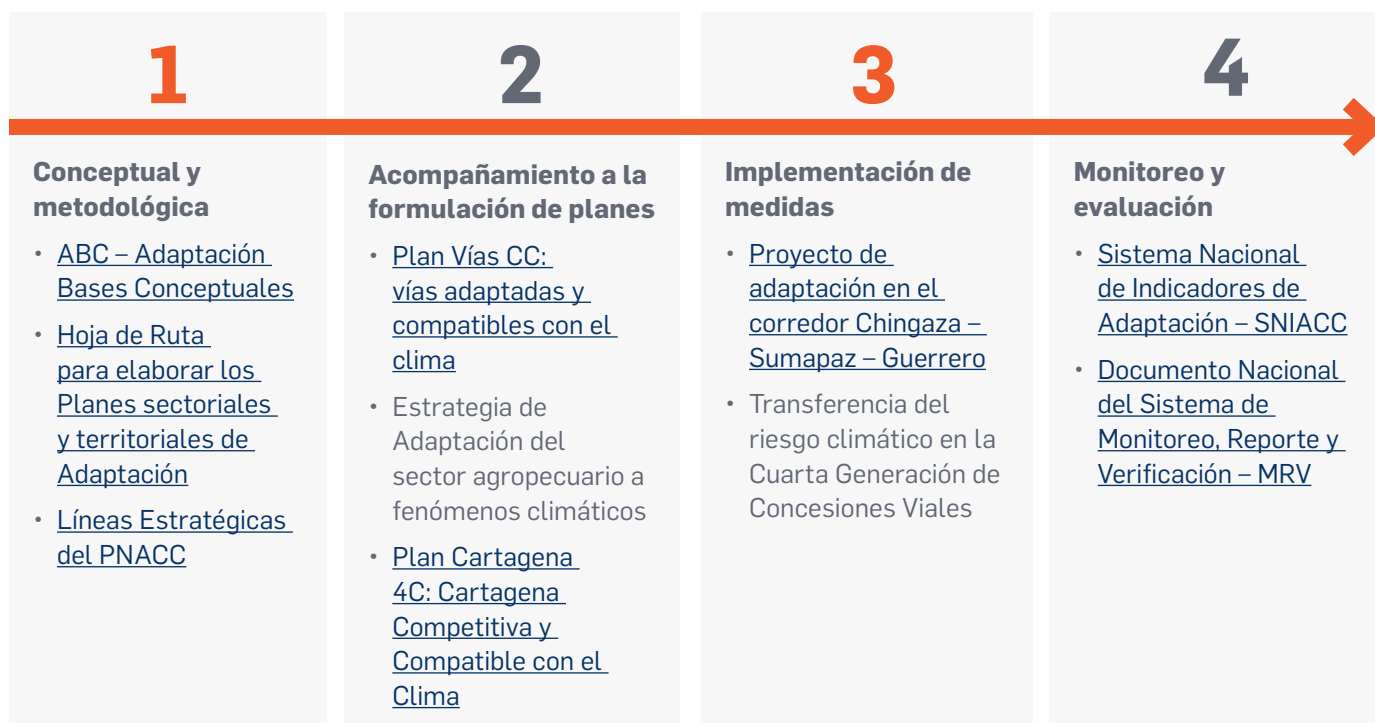 1
Conceptual y
metodológica
• ABC – Adaptación
Bases Conceptuales
• Hoja de Ruta
para elaborar los
Planes sectoriales
y territoriales de
Adaptación
• Líneas Estratégicas
del PNACC
2
Acompañamiento a la
formulación de planes
• Plan Vías CC:
vías adaptadas y
compatibles con el
clima
• Estrategia de
Adaptación del
sector agropecuario a
fenómenos climáticos
• Plan Cartagena
4C: Cartagena
Competitiva y
Compatible con el
Clima
3
Implementación de
medidas
• Proyecto de
adaptación en el
corredor Chingaza –
Sumapaz – Guerrero
• Transferencia del
riesgo climático en la
Cuarta Generación de
Concesiones Viales
4
Monitoreo y
evaluación
• Sistema Nacional
de Indicadores de
Adaptación – SNIACC
• Documento Nacional
del Sistema de
Monitoreo, Reporte y
Verificación – MRV